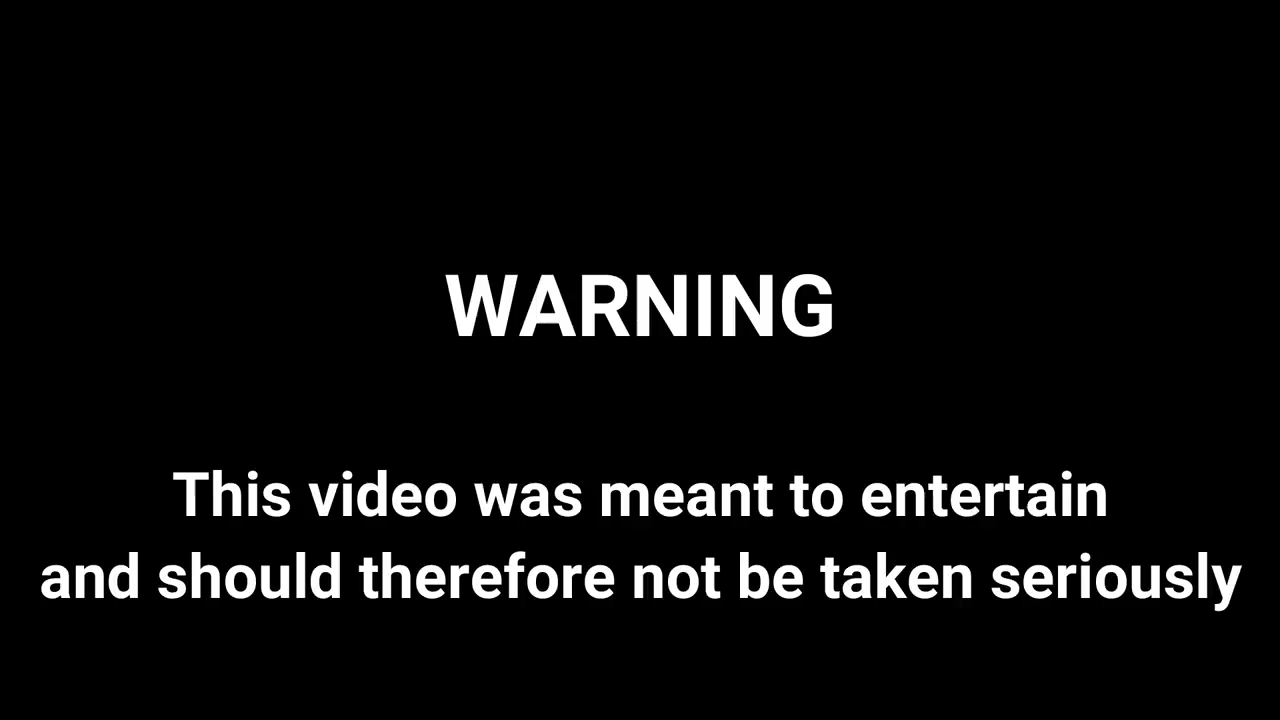 WARNING
This video was meant to entertain
and should therefore not be taken seriously